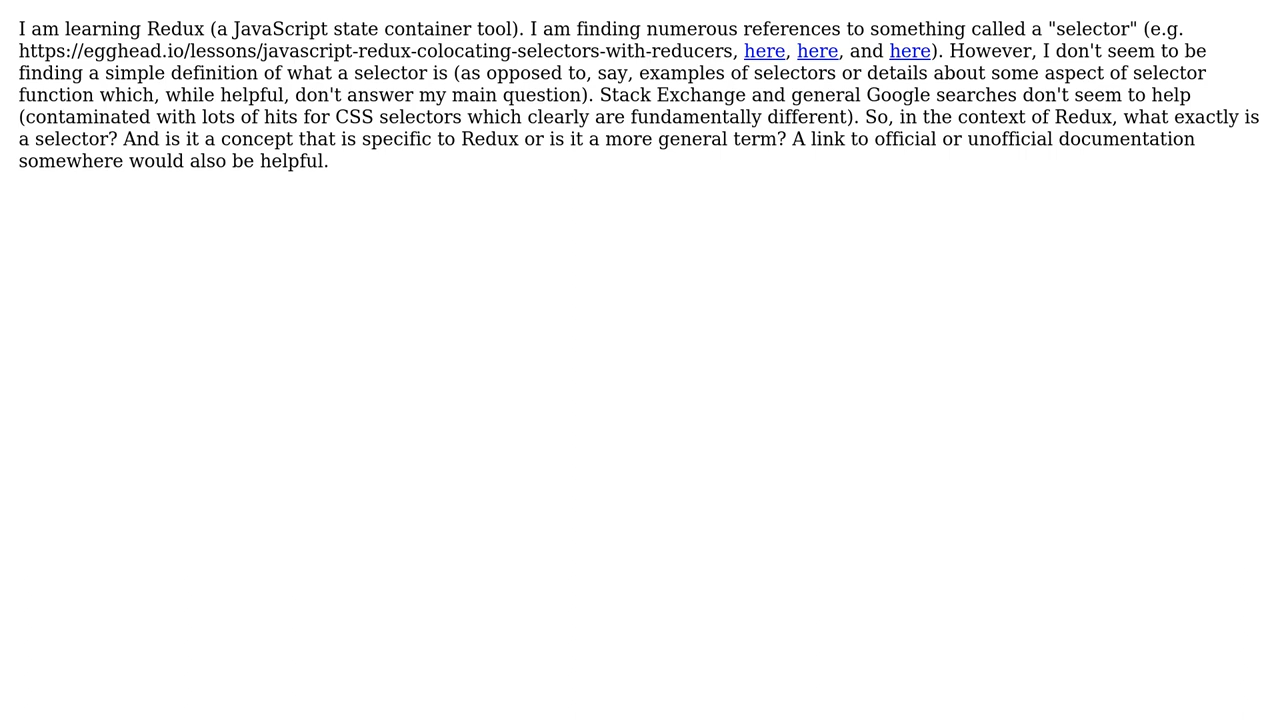 I am learning Redux (a JavaScript state container tool). I am finding numerous references to something called a "selector" (e.g.
https://egghead.io/lessons/javascript-redux-colocating-selectors-with-reducers, here, here, and here). However, I don't seem to be
finding a simple definition of what a selector is (as opposed to, say, examples of selectors or details about some aspect of selector
function which, while helpful, don't answer my main question). Stack Exchange and general Google searches don't seem to help
(contaminated with lots of hits for CSS selectors which clearly are fundamentally different). So, in the context of Redux, what exactly is
a selector? And is it a concept that is specific to Redux or is it a more general term? A link to official or unofficial documentation
somewhere would also be helpful.